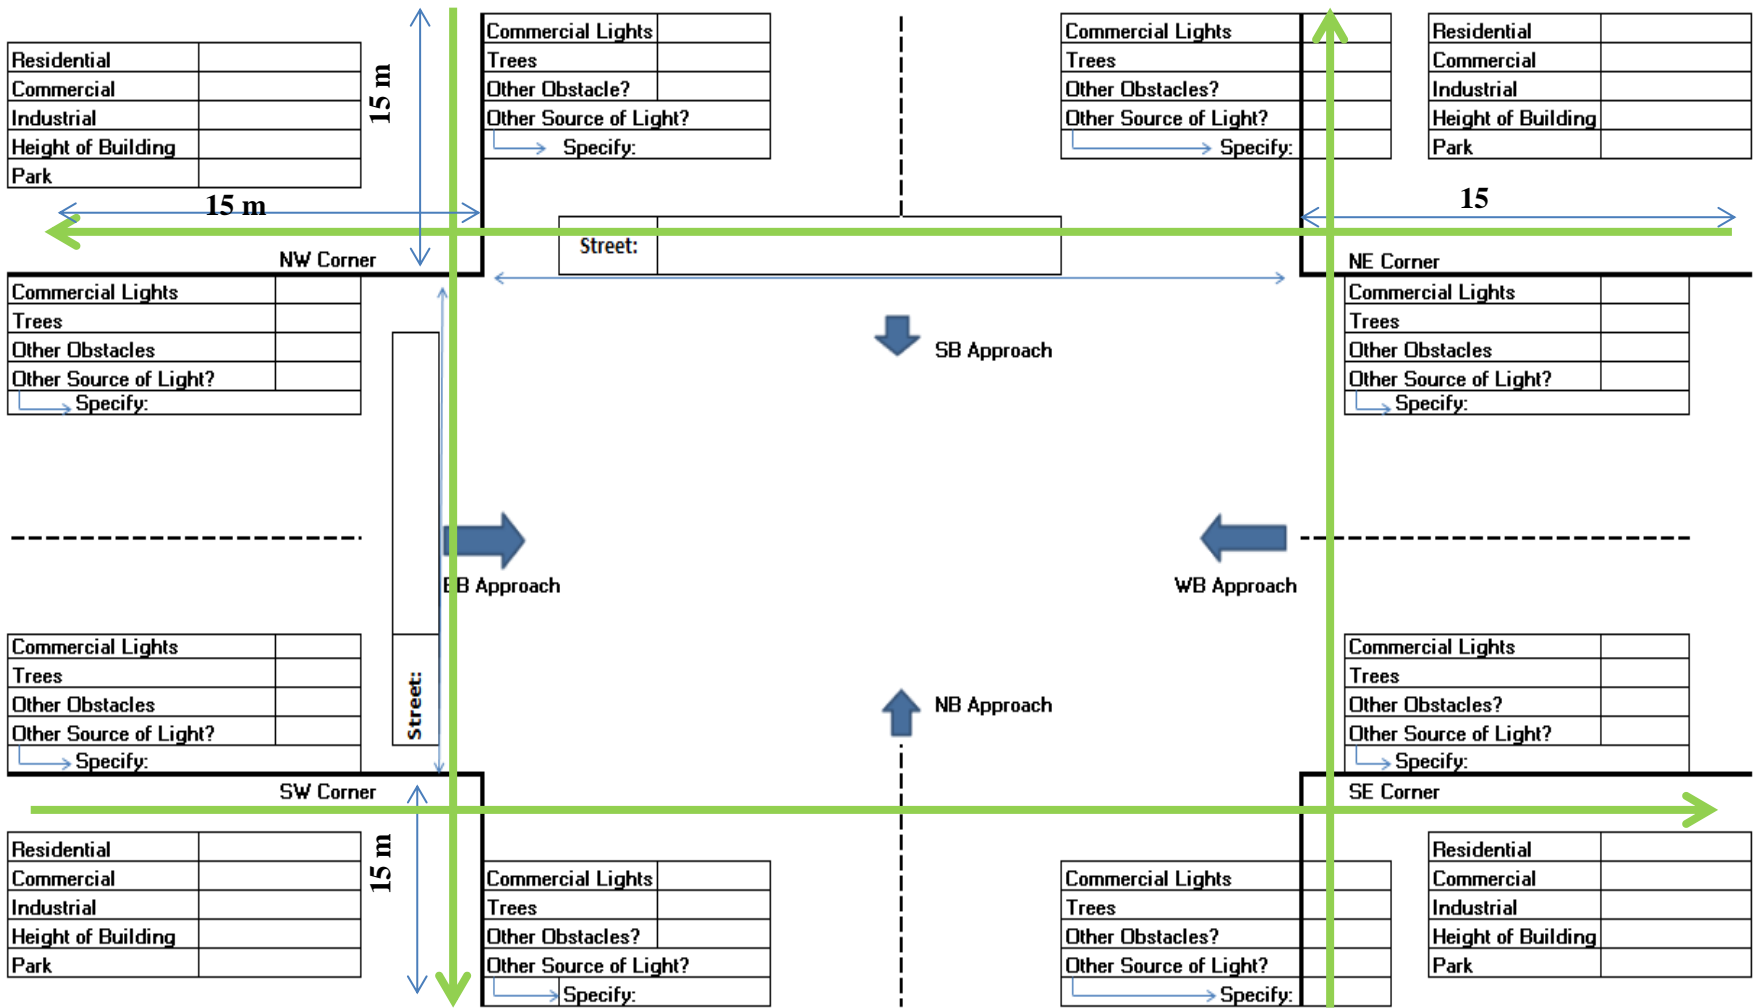 Commercial Lights
Trees
Other Obstacle?
Other Source of Light?
Specify:
Commercial Lights
Trees
Other Obstacles?
Other Source of Light?
Specify:
Residential
Commercial
Industrial
Height of Building
Park
Residential
Commercial
Industrial
Height of Building
Park
15 m
15 m
15
Street:
NW Corner
NE Corner
Commercial Lights
Trees
Other Obstacles
Other Source of Light?
Specify:
Commercial Lights
Trees
Other Obstacles
Other Source of Light?
Specify:
SB Approach
EB Approach
WB Approach
NB Approach
Street:
Commercial Lights
Trees
Other Obstacles
Other Source of Light?
Specify:
Commercial Lights
Trees
Other Obstacles?
Other Source of Light?
Specify:
SW Corner
SE Corner
15 m
Residential
Commercial
Industrial
Height of Building
Park
Commercial Lights
Trees
Other Obstacles?
Other Source of Light?
Specify:
Commercial Lights
Trees
Other Obstacles?
Other Source of Light?
Specify:
Residential
Commercial
Industrial
Height of Building
Park